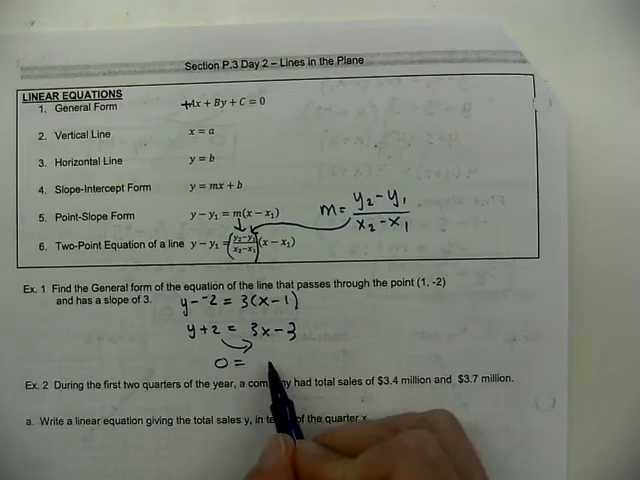 Section P.3 Day 2 – Lines in the Plane
LINEAR EQUATIONS
1. General Form +Ax + By + C = 0
2. Vertical Line x = a
3. Horizontal Line y = b
4. Slope-Intercept Form y = mx + b
5. Point-Slope Form y − y₁ = m(x − x₁)
m = (y₂ − y₁)/(x₂ − x₁)
6. Two-Point Equation of a line y − y₁ = (y₂−y₁/x₂−x₁)(x − x₁)
Ex. 1 Find the General form of the equation of the line that passes through the point (1, -2)
and has a slope of 3.
y - ⁻2 = 3(x - 1)
y + 2 = 3x - 3
0 =
Ex. 2 During the first two quarters of the year, a company had total sales of $3.4 million and $3.7 million.
a. Write a linear equation giving the total sales y, in of the quarter x